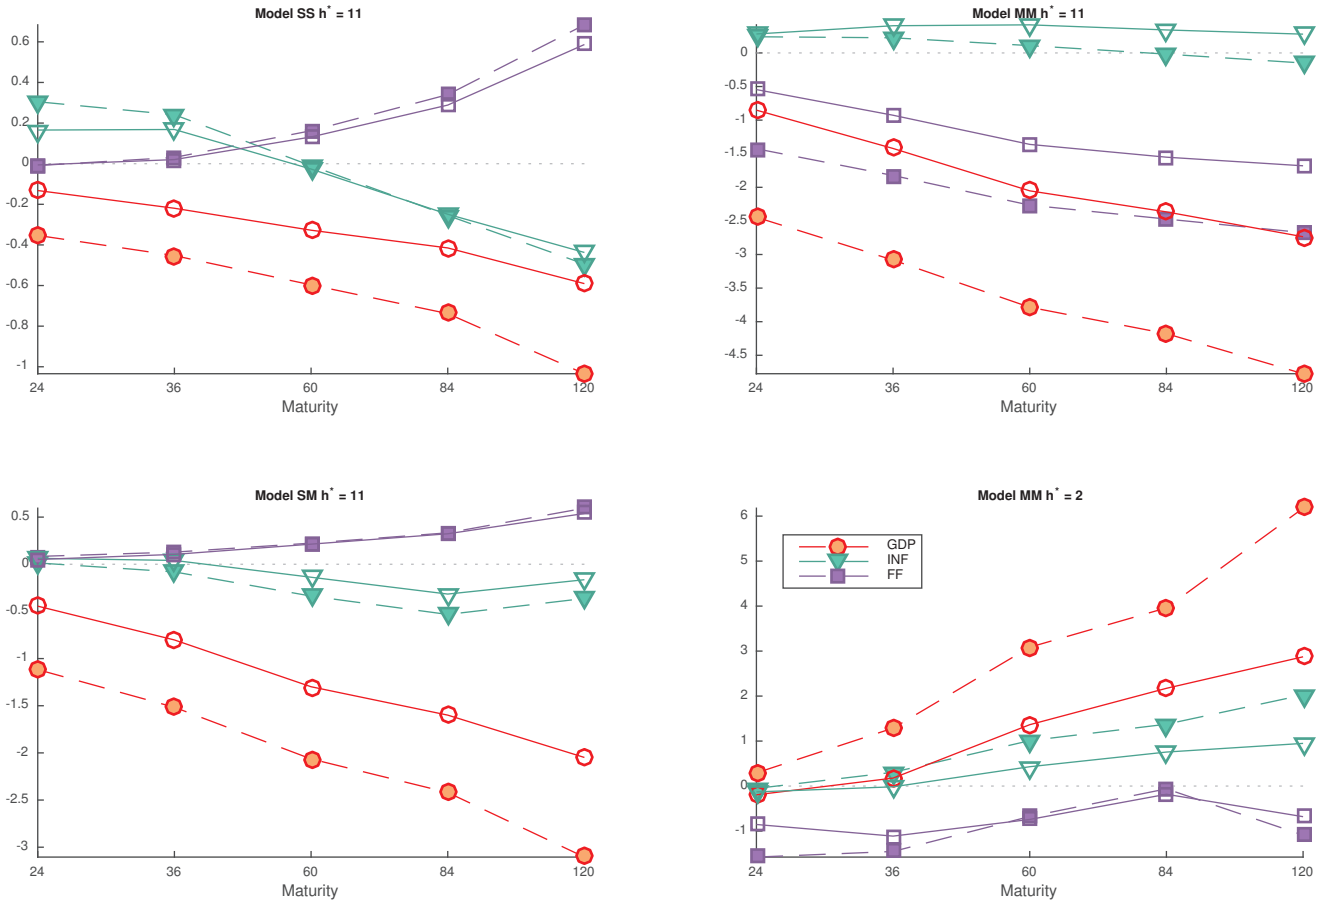 Model SS h* = 11
0.6
0.4
0.2
0
-0.2
-0.4
-0.6
-0.8
-1
24 36 60 84 120
Maturity
Model MM h* = 11
0
-0.5
-1
-1.5
-2
-2.5
-3
-3.5
-4
-4.5
24 36 60 84 120
Maturity
Model SM h* = 11
0.5
0
-0.5
-1
-1.5
-2
-2.5
-3
24 36 60 84 120
Maturity
Model MM h* = 2
6
5
4
3
2
1
0
-1
24 36 60 84 120
Maturity
GDP
INF
FF